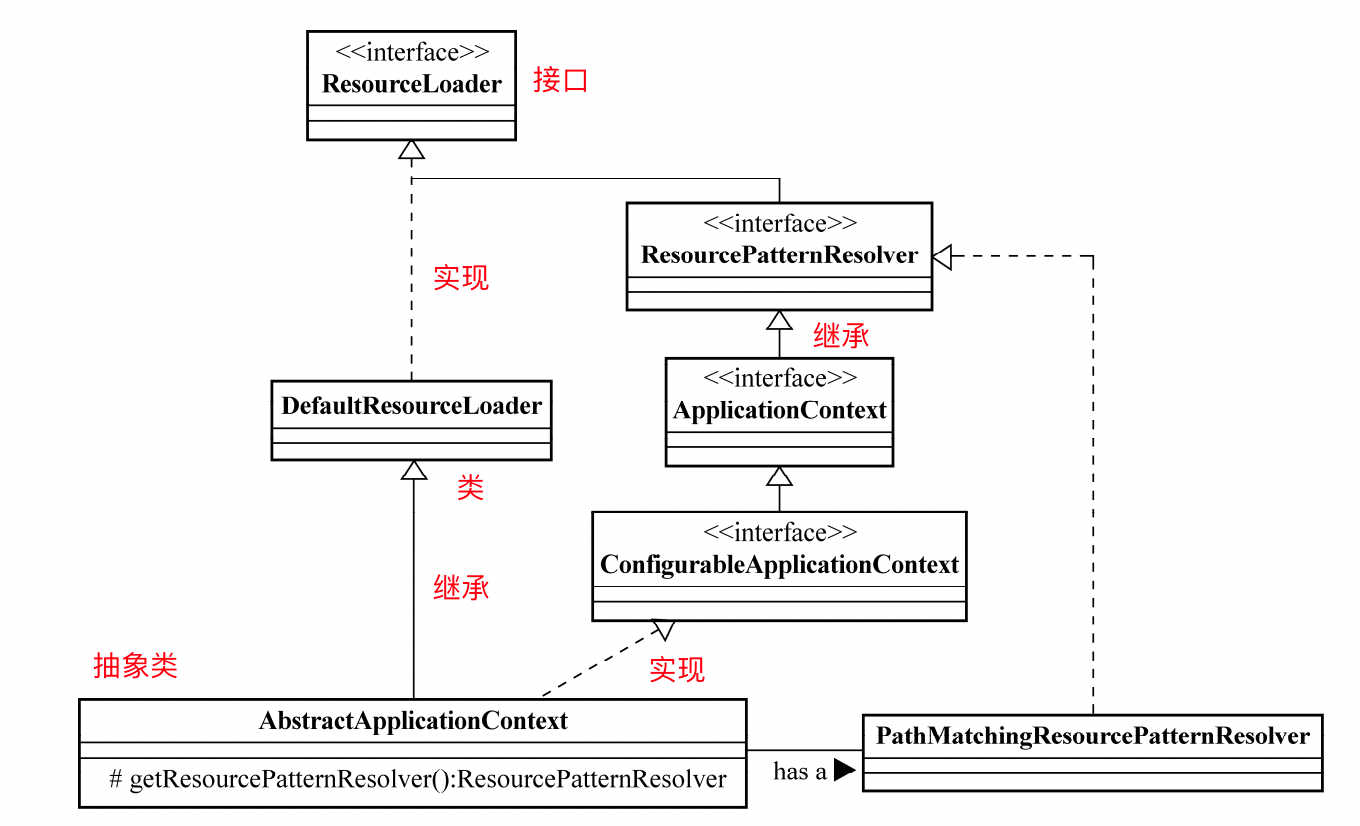 <<interface>>
ResourceLoader
接口
<<interface>>
ResourcePatternResolver
实现
继承
<<interface>>
ApplicationContext
DefaultResourceLoader
类
<<interface>>
ConfigurableApplicationContext
继承
实现
抽象类
AbstractApplicationContext
# getResourcePatternResolver():ResourcePatternResolver
has a
PathMatchingResourcePatternResolver